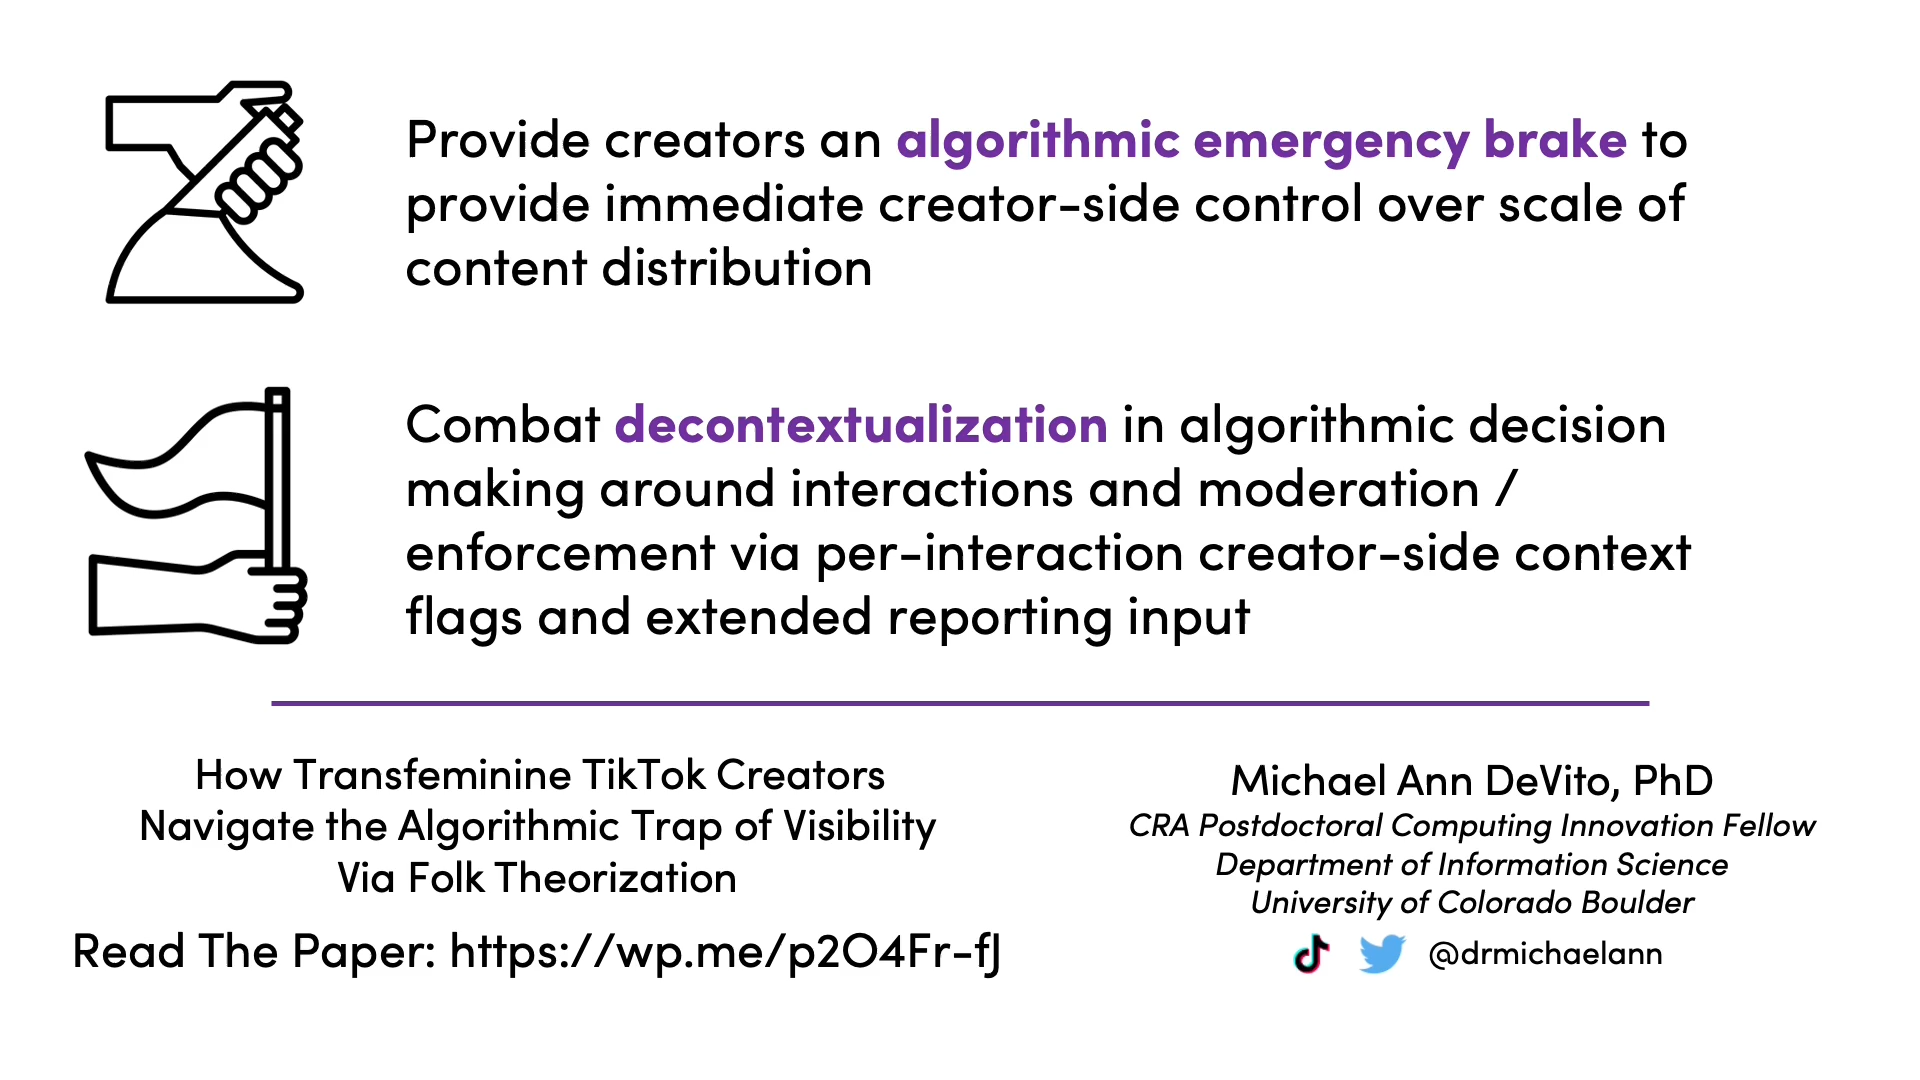 Provide creators an algorithmic emergency brake to
provide immediate creator-side control over scale of
content distribution
Combat decontextualization in algorithmic decision
making around interactions and moderation /
enforcement via per-interaction creator-side context
flags and extended reporting input
How Transfeminine TikTok Creators
Navigate the Algorithmic Trap of Visibility
Via Folk Theorization
Read The Paper: https://wp.me/p2O4Fr-fJ
Michael Ann DeVito, PhD
CRA Postdoctoral Computing Innovation Fellow
Department of Information Science
University of Colorado Boulder
@drmichaelann